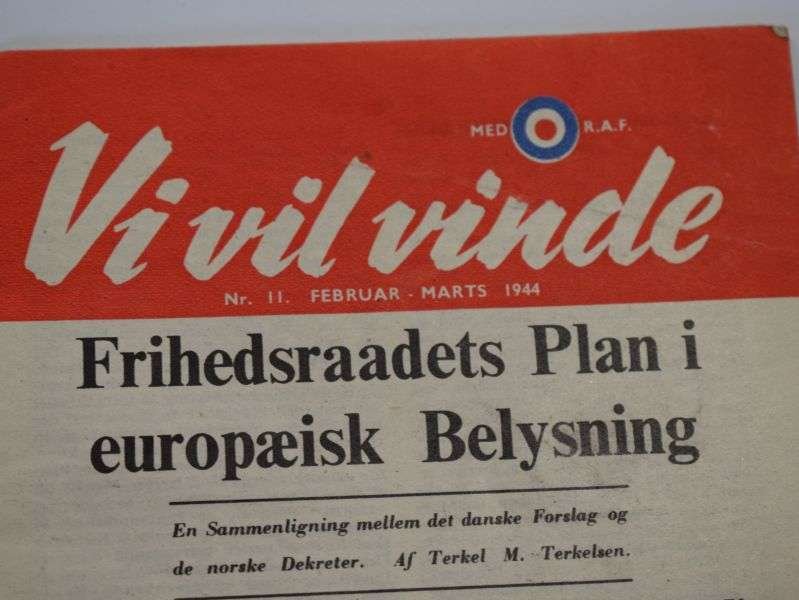 MED R.A.F.
Vi vil vinde
Nr. 11. FEBRUAR - MARTS 1944
Frihedsraadets Plan i
europæisk Belysning
En Sammenligning mellem det danske Forslag og
de norske Dekreter. Af Terkel M. Terkelsen.